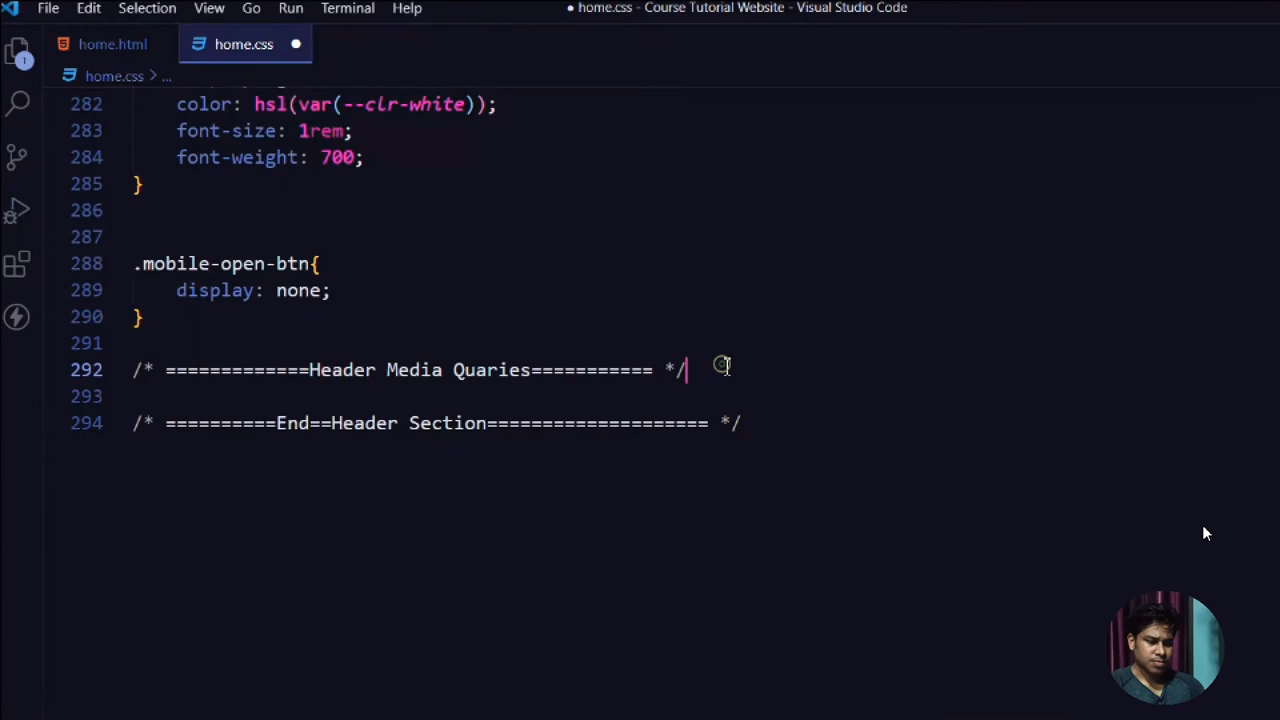 File Edit Selection View Go Run Terminal Help ● home.css - Course Tutorial Website - Visual Studio Code
home.html home.css ●
home.css > ...
1
282 color: hsl(var(--clr-white));
283 font-size: 1rem;
284 font-weight: 700;
285 }
286
287
288 .mobile-open-btn{
289 display: none;
290 }
291
292 /* =============Header Media Quaries=========== */
293
294 /* ==========End==Header Section==================== */